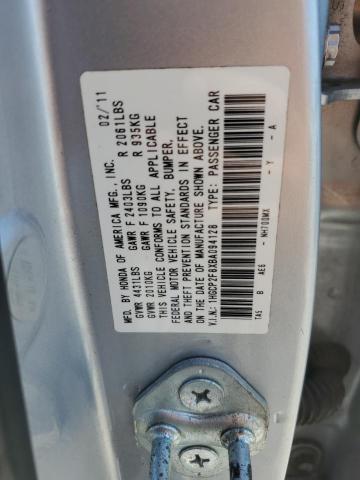 MFD. BY HONDA OF AMERICA MFG., INC. 02/'11
GVWR 4431LBS GAWR F 2403LBS R 2061LBS
GVWR 2010KG GAWR F 1090KG R 935KG
THIS VEHICLE CONFORMS TO ALL APPLICABLE
FEDERAL MOTOR VEHICLE SAFETY, BUMPER,
AND THEFT PREVENTION STANDARDS IN EFFECT
ON THE DATE OF MANUFACTURE SHOWN ABOVE.
V.I.N.: 1HGCP2F8XBA094128 TYPE: PASSENGER CAR
TA5 B AE6 - NH700MX - Y - A